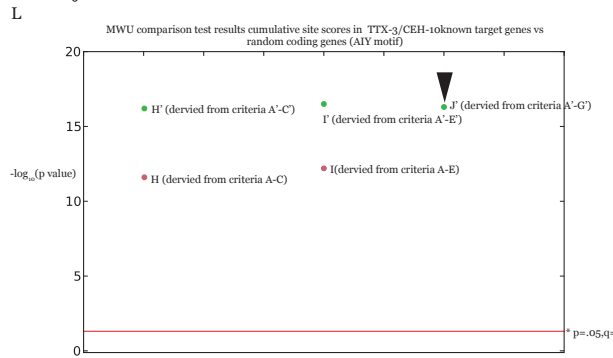 L
MWU comparison test results cumulative site scores in TTX-3/CEH-10known target genes vs
random coding genes (AIY motif)
20
H' (dervied from criteria A'-C')
J' (dervied from criteria A'-G')
I' (dervied from criteria A'-E')
15
-log₁₀(p value)
H (dervied from criteria A-C)
I(dervied from criteria A-E)
10
5
* p=.05,q=
0